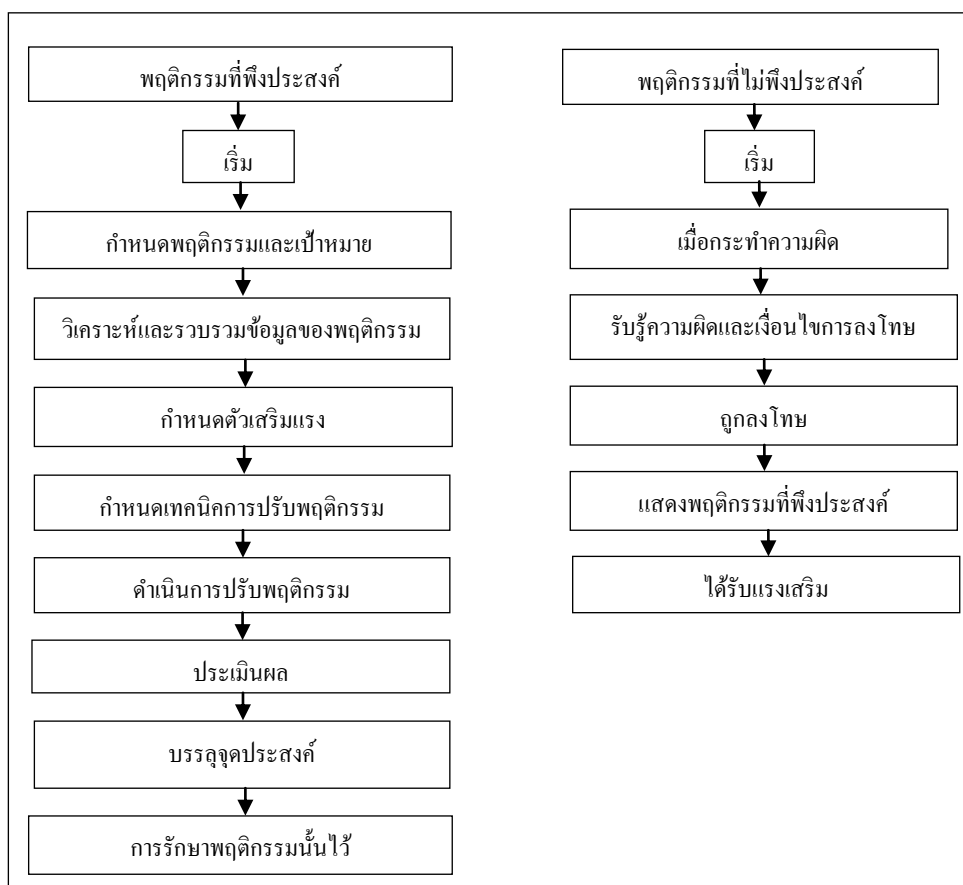 พฤติกรรมที่พึงประสงค์
เริ่ม
กำหนดพฤติกรรมและเป้าหมาย
วิเคราะห์และรวบรวมข้อมูลของพฤติกรรม
กำหนดตัวเสริมแรง
กำหนดเทคนิคการปรับพฤติกรรม
ดำเนินการปรับพฤติกรรม
ประเมินผล
บรรลุจุดประสงค์
การรักษาพฤติกรรมนั้นไว้
พฤติกรรมที่ไม่พึงประสงค์
เริ่ม
เมื่อกระทำความผิด
รับรู้ความผิดและเงื่อนไขการลงโทษ
ถูกลงโทษ
แสดงพฤติกรรมที่พึงประสงค์
ได้รับแรงเสริม